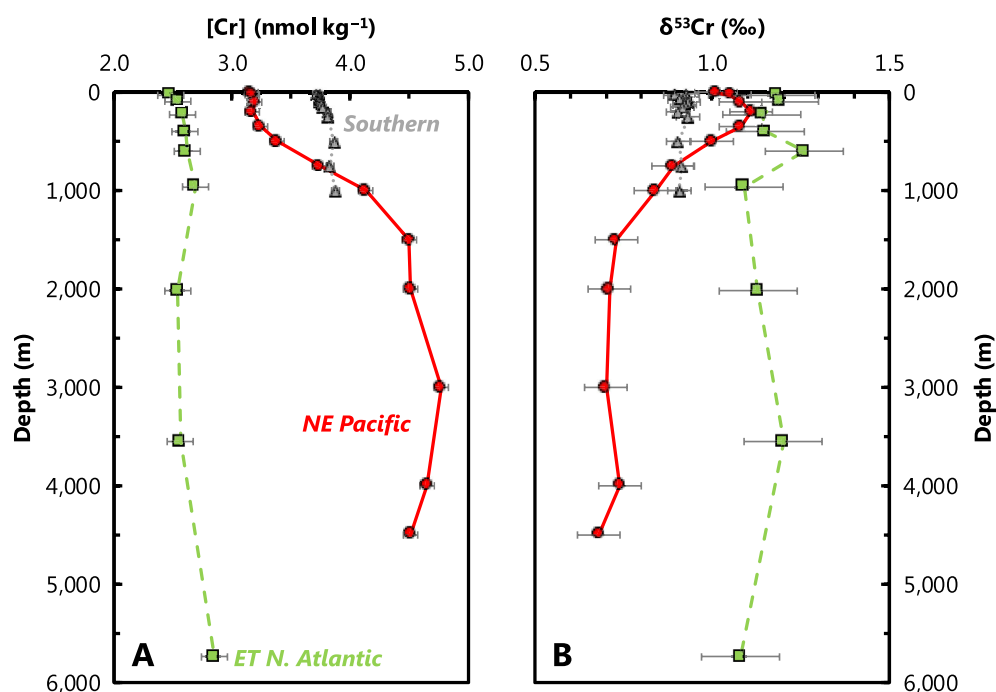 [Cr] (nmol kg⁻¹)
2.0 3.0 4.0 5.0
0
1,000
2,000
3,000
4,000
5,000
6,000
Depth (m)
Southern
NE Pacific
ET N. Atlantic
A
δ⁵³Cr (‰)
0.5 1.0 1.5
0
1,000
2,000
3,000
4,000
5,000
6,000
Depth (m)
B